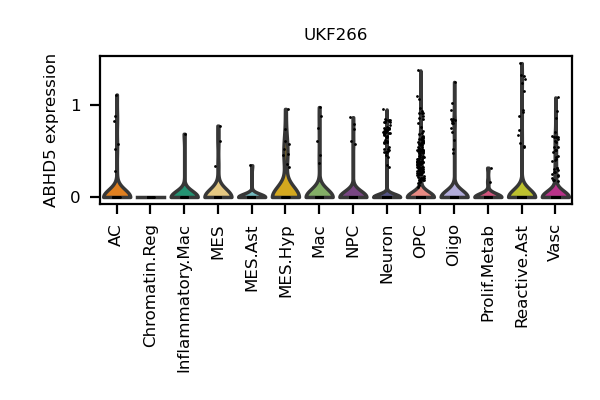 UKF266
ABHD5 expression
1
0
AC
Chromatin.Reg
Inflammatory.Mac
MES
MES.Ast
MES.Hyp
Mac
NPC
Neuron
OPC
Oligo
Prolif.Metab
Reactive.Ast
Vasc